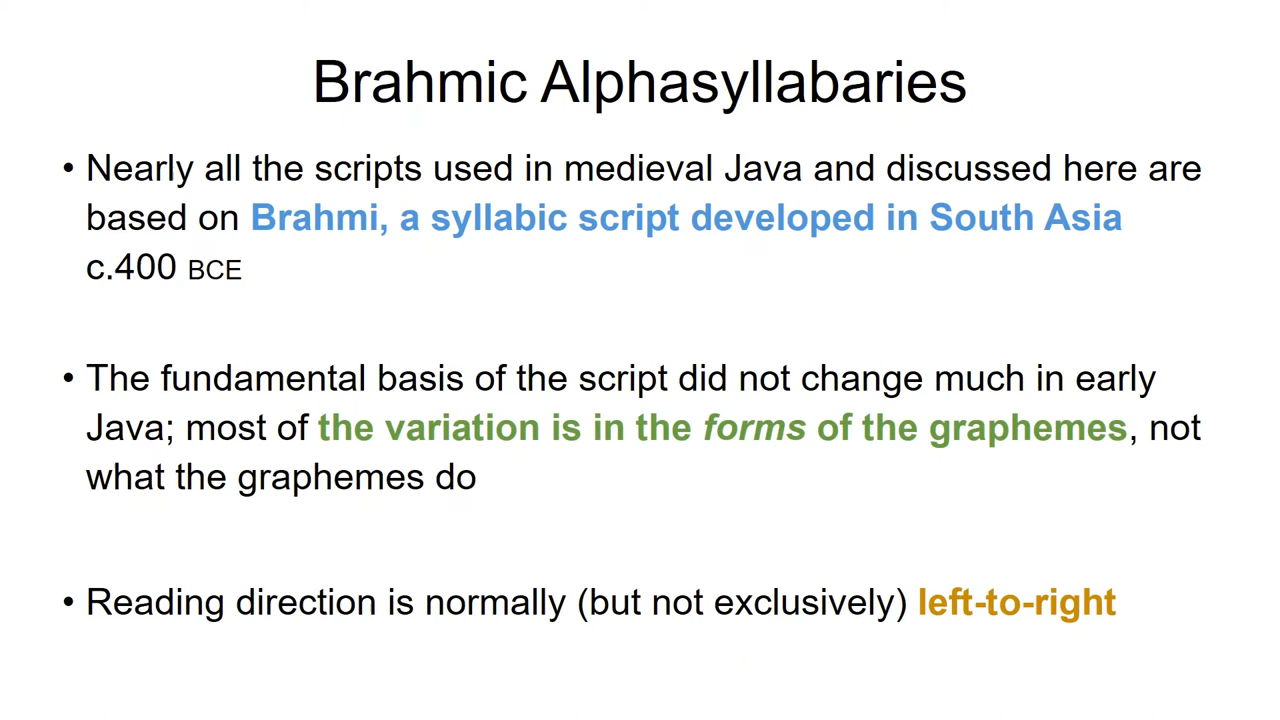 Brahmic Alphasyllabaries
• Nearly all the scripts used in medieval Java and discussed here are
based on Brahmi, a syllabic script developed in South Asia
c.400 BCE
• The fundamental basis of the script did not change much in early
Java; most of the variation is in the forms of the graphemes, not
what the graphemes do
• Reading direction is normally (but not exclusively) left-to-right